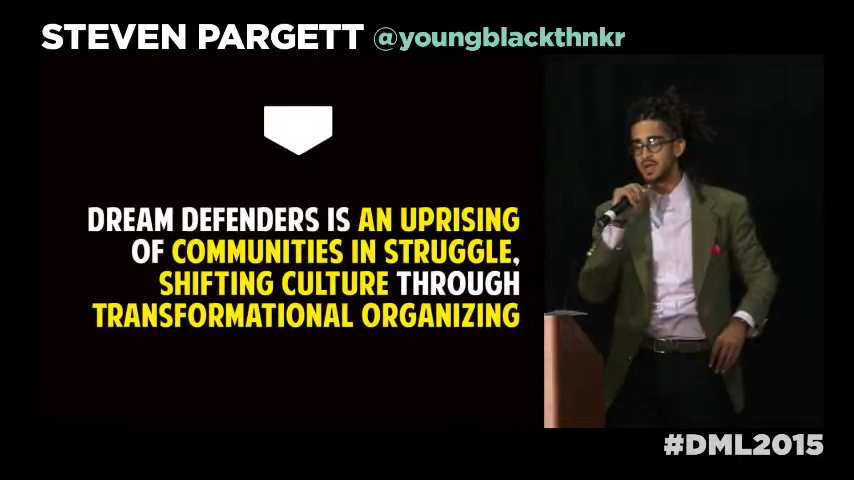 STEVEN PARGETT @youngblackthnkr
DREAM DEFENDERS IS AN UPRISING
OF COMMUNITIES IN STRUGGLE,
SHIFTING CULTURE THROUGH
TRANSFORMATIONAL ORGANIZING
#DML2015